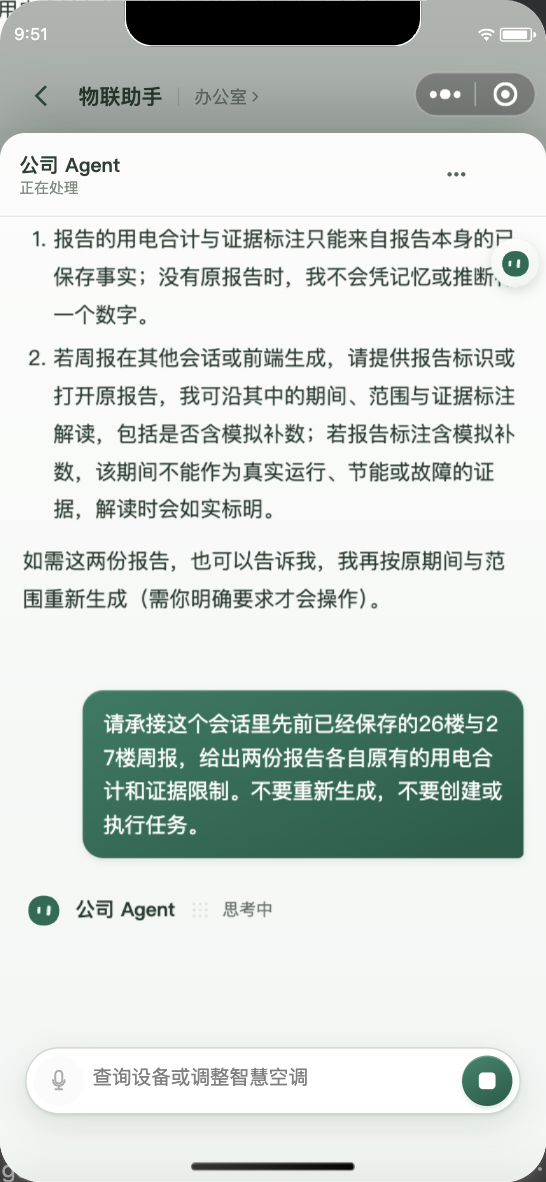 9:51
物联助手 办公室
公司 Agent
正在处理
1. 报告的用电合计与证据标注只能来自报告本身的已
保存事实；没有原报告时，我不会凭记忆或推断
一个数字。
2. 若周报在其他会话或前端生成，请提供报告标识或
打开原报告，我可沿其中的期间、范围与证据标注
解读，包括是否含模拟补数；若报告标注含模拟补
数，该期间不能作为真实运行、节能或故障的证
据，解读时会如实标明。
如需这两份报告，也可以告诉我，我再按原期间与范
围重新生成（需你明确要求才会操作）。
请承接这个会话里先前已经保存的26楼与2
7楼周报，给出两份报告各自原有的用电合
计和证据限制。不要重新生成，不要创建或
执行任务。
公司 Agent 思考中
查询设备或调整智慧空调